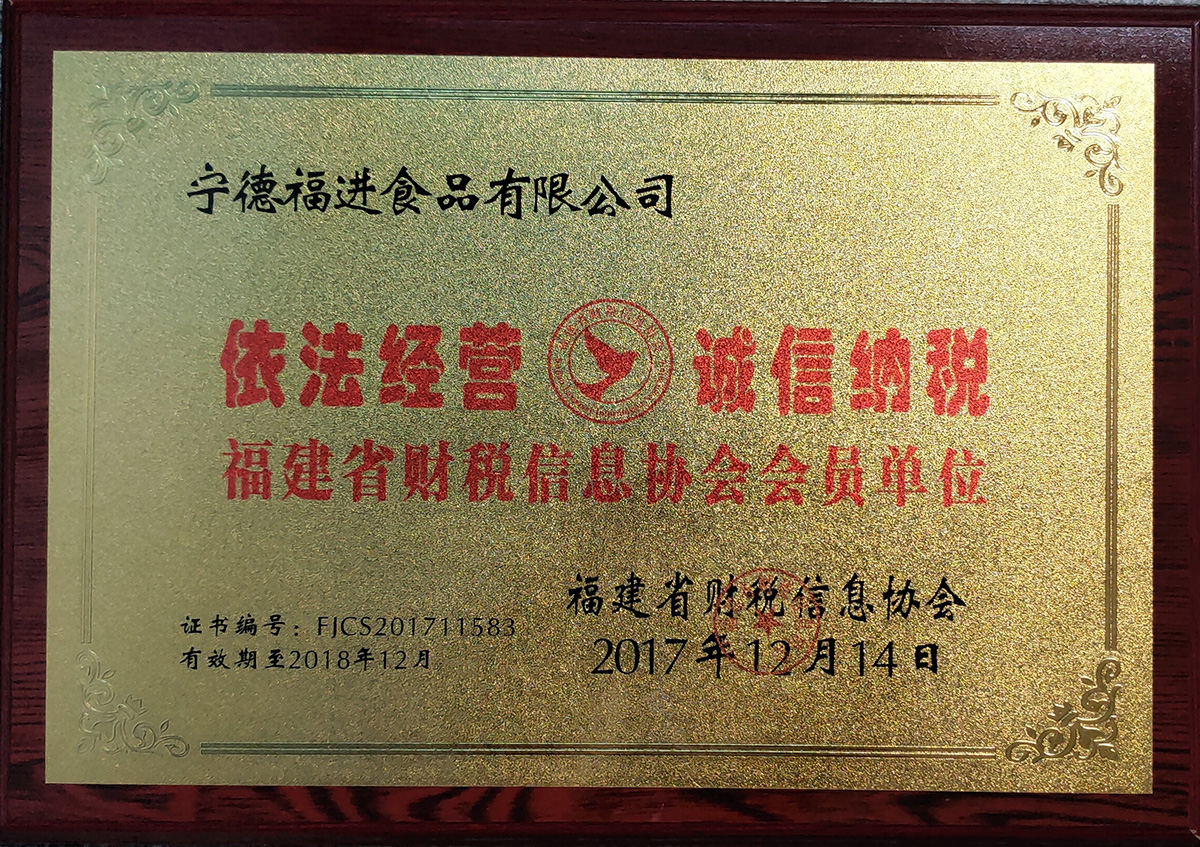 宁德福进食品有限公司
依法经营 诚信纳税
福建省财税信息协会会员单位
福建省财税信息协会
证书编号：FJCS201711583
2017年12月14日
有效期至2018年12月